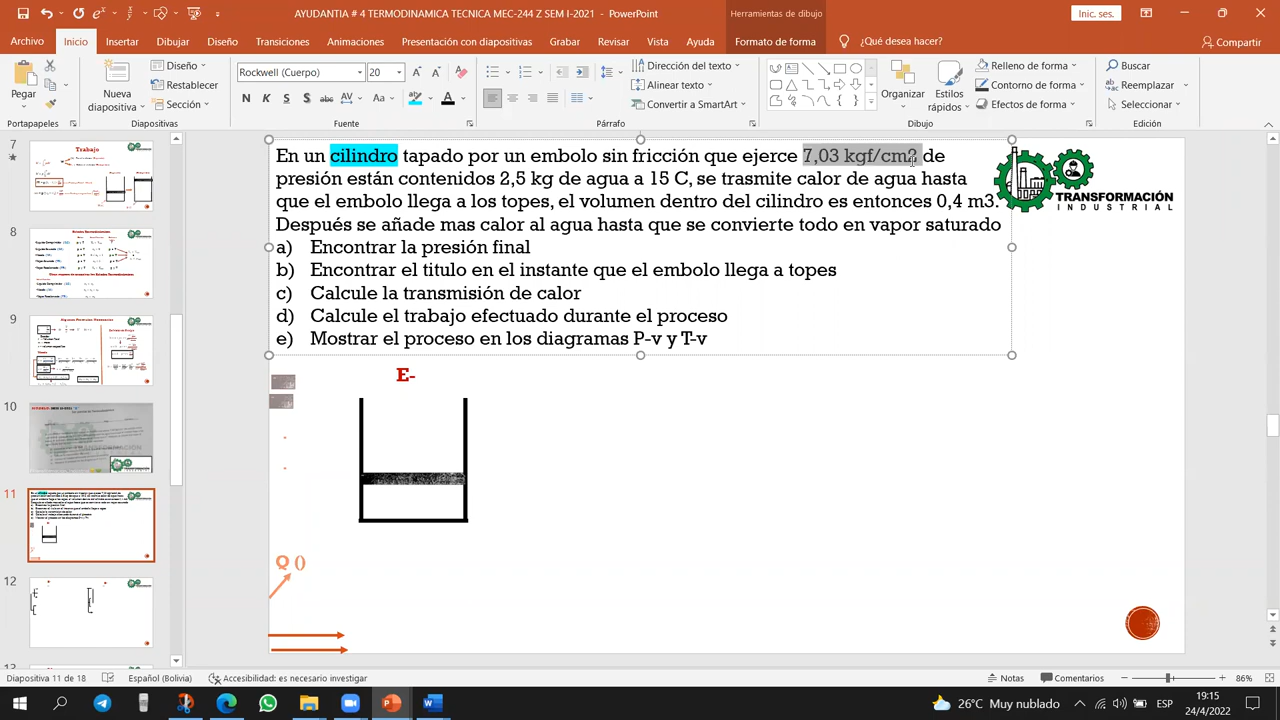 AYUDANTIA # 4 TERMODINAMICA TECNICA MEC-244 Z SEM I-2021 - PowerPoint
Herramientas de dibujo
Inic. ses.
Archivo
Inicio
Insertar
Dibujar
Diseño
Transiciones
Animaciones
Presentación con diapositivas
Grabar
Revisar
Vista
Ayuda
Formato de forma
¿Qué desea hacer?
Compartir
Pegar
Nueva diapositiva
Diseño
Restablecer
Sección
Rockwell (Cuerpo)
20
N K S S abc AV Aa A
Dirección del texto
Alinear texto
Convertir a SmartArt
Organizar
Estilos rápidos
Relleno de forma
Contorno de forma
Efectos de forma
Buscar
Reemplazar
Seleccionar
Portapapeles
Diapositivas
Fuente
Párrafo
Dibujo
Edición
7
Trabajo
8
9
10
11
12
En un cilindro tapado por un embolo sin fricción que ejerce 7,03 kgf/cm2 de
presión están contenidos 2,5 kg de agua a 15 C, se trasmite calor de agua hasta
que el embolo llega a los topes, el volumen dentro del cilindro es entonces 0,4 m3.
Después se añade mas calor al agua hasta que se convierte todo en vapor saturado
a) Encontrar la presión final
b) Encontrar el titulo en el instante que el embolo llega a topes
c) Calcule la transmisión de calor
d) Calcule el trabajo efectuado durante el proceso
e) Mostrar el proceso en los diagramas P-v y T-v
TRANSFORMACIÓN
INDUSTRIAL
E-
Q ()
Diapositiva 11 de 18
Español (Bolivia)
Accesibilidad: es necesario investigar
Notas
Comentarios
86%
26°C Muy nublado
19:15
24/4/2022